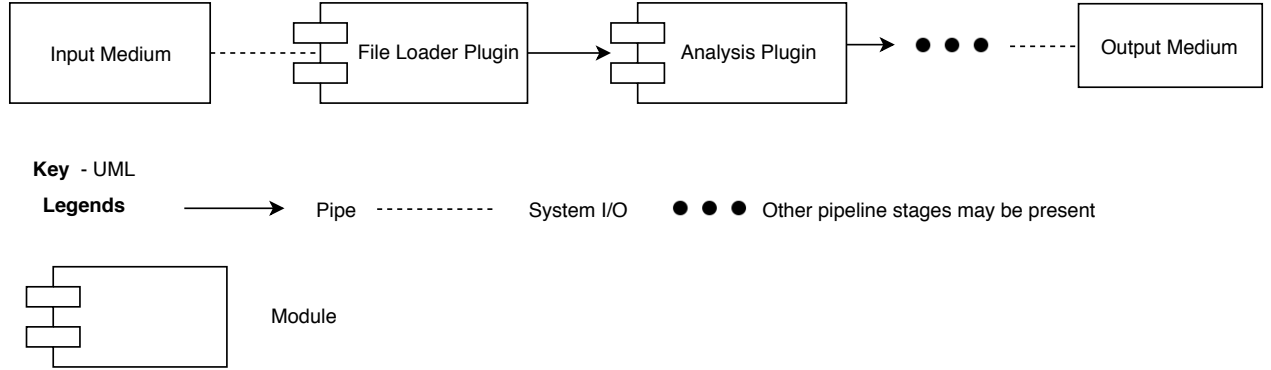 Input Medium
File Loader Plugin
Analysis Plugin
Output Medium
Key - UML
Legends
Pipe
System I/O
Other pipeline stages may be present
Module